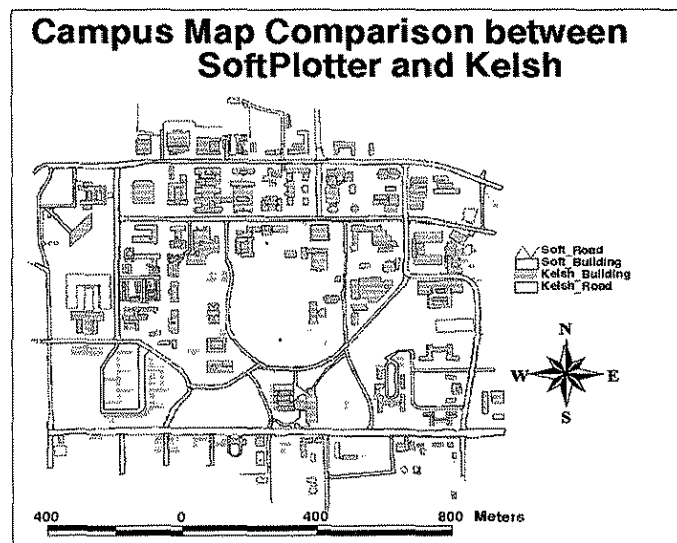 Campus Map Comparison between
SoftPlotter and Kelsh
Soft_Road
Soft_Building
Kelsh_Building
Kelsh_Road
N
W E
S
400 0 400 800 Meters